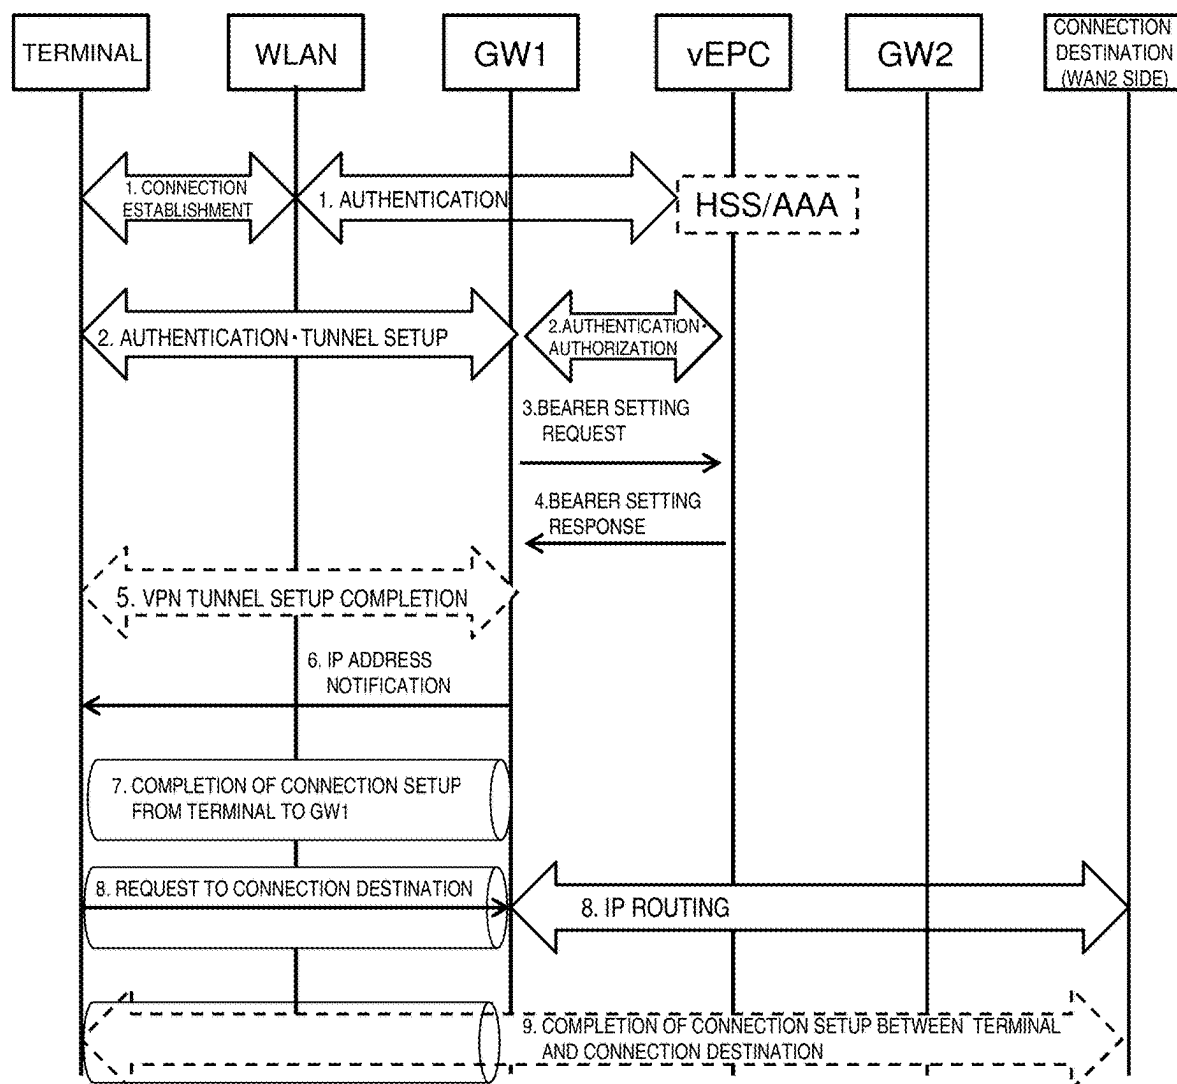 TERMINAL
WLAN
GW1
vEPC
GW2
CONNECTION
DESTINATION
(WAN2 SIDE)
1. CONNECTION
ESTABLISHMENT
1. AUTHENTICATION
HSS/AAA
2. AUTHENTICATION・TUNNEL SETUP
2.AUTHENTICATION・
AUTHORIZATION
3.BEARER SETTING
REQUEST
4.BEARER SETTING
RESPONSE
5. VPN TUNNEL SETUP COMPLETION
6. IP ADDRESS
NOTIFICATION
7. COMPLETION OF CONNECTION SETUP
FROM TERMINAL TO GW1
8. REQUEST TO CONNECTION DESTINATION
8. IP ROUTING
9. COMPLETION OF CONNECTION SETUP BETWEEN TERMINAL
AND CONNECTION DESTINATION